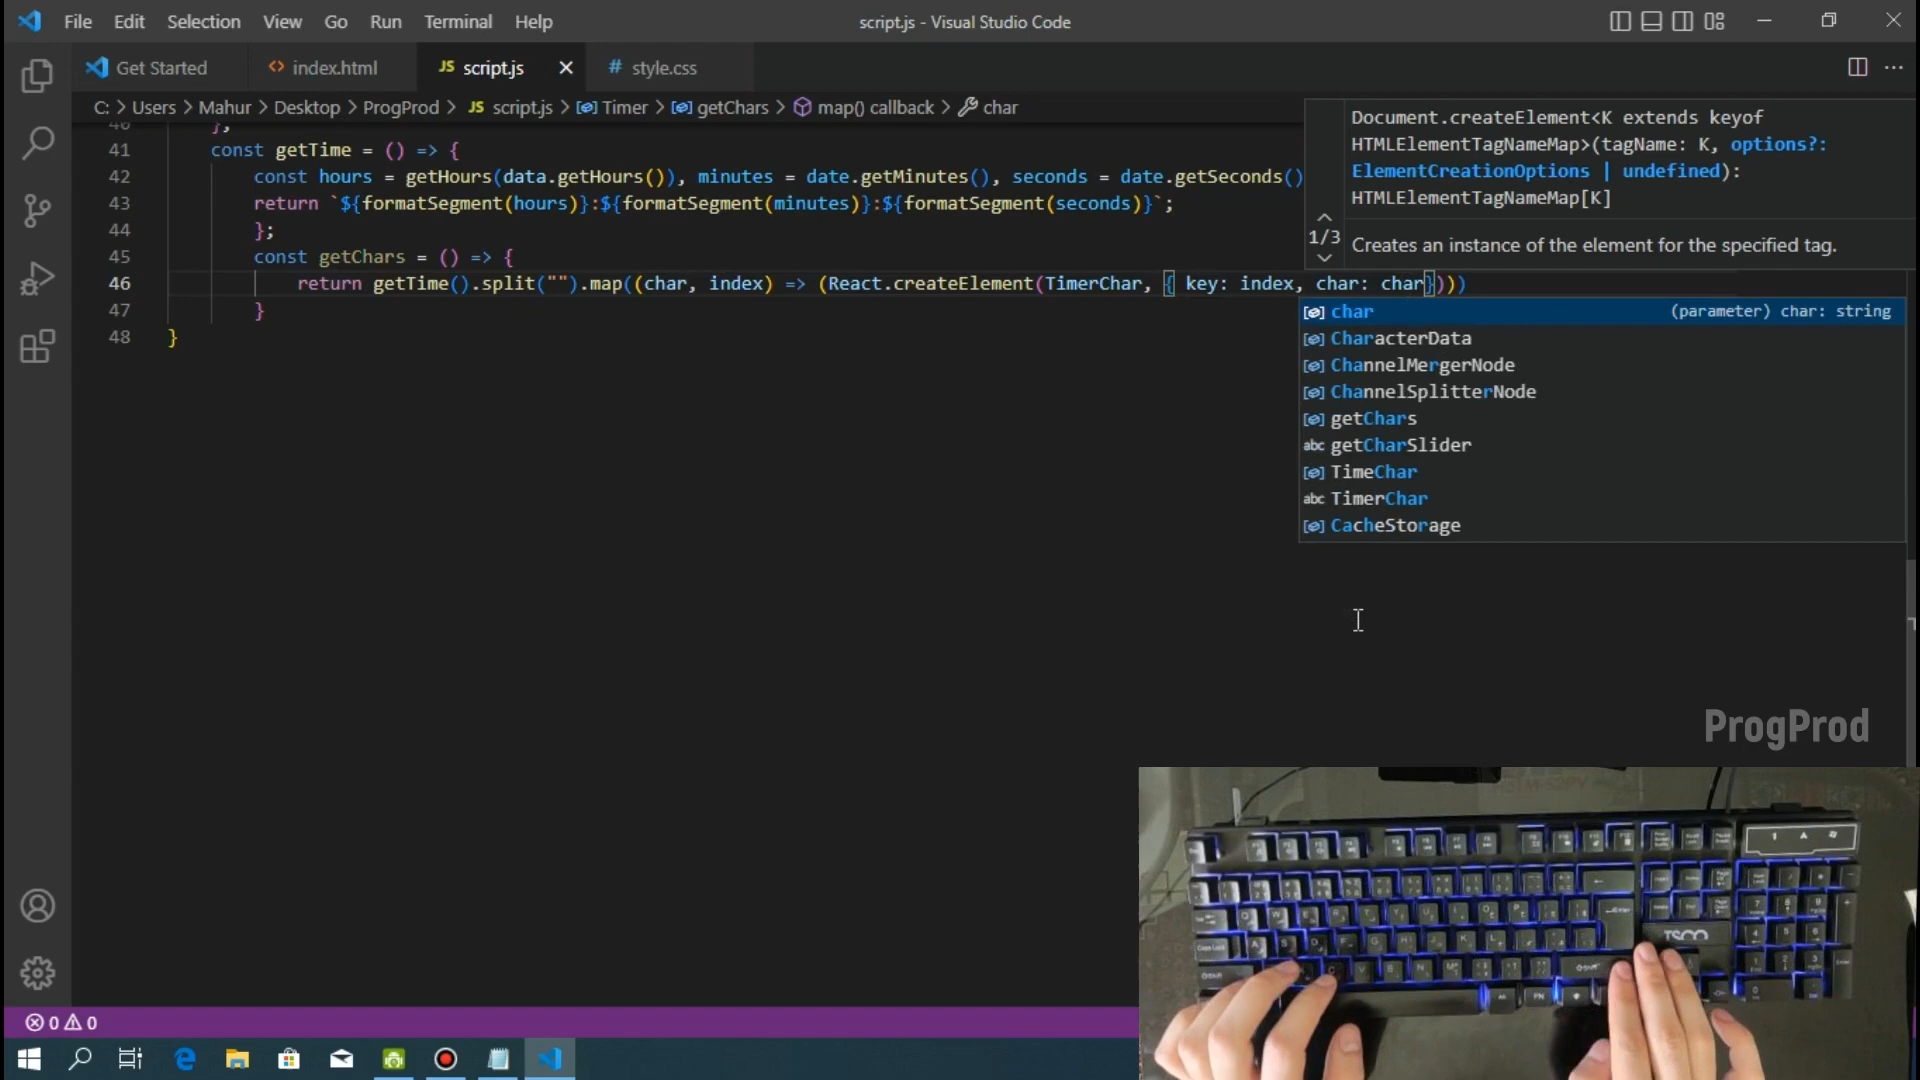 File Edit Selection View Go Run Terminal Help
script.js - Visual Studio Code
Get Started
index.html
JS script.js
# style.css
C: > Users > Mahur > Desktop > ProgProd > JS script.js > Timer > getChars > map() callback > char
40 };
41 const getTime = () => {
42 const hours = getHours(data.getHours()), minutes = date.getMinutes(), seconds = date.getSeconds()
43 return `${formatSegment(hours)}:${formatSegment(minutes)}:${formatSegment(seconds)}`;
44 };
45 const getChars = () => {
46 return getTime().split("").map((char, index) => (React.createElement(TimerChar, { key: index, char: char})))
47 }
48 }
1/3
Document.createElement<K extends keyof
HTMLElementTagNameMap>(tagName: K, options?:
ElementCreationOptions | undefined):
HTMLElementTagNameMap[K]
Creates an instance of the element for the specified tag.
char (parameter) char: string
CharacterData
ChannelMergerNode
ChannelSplitterNode
getChars
abc getCharSlider
TimeChar
abc TimerChar
CacheStorage
ProgProd
TSCO
0 0